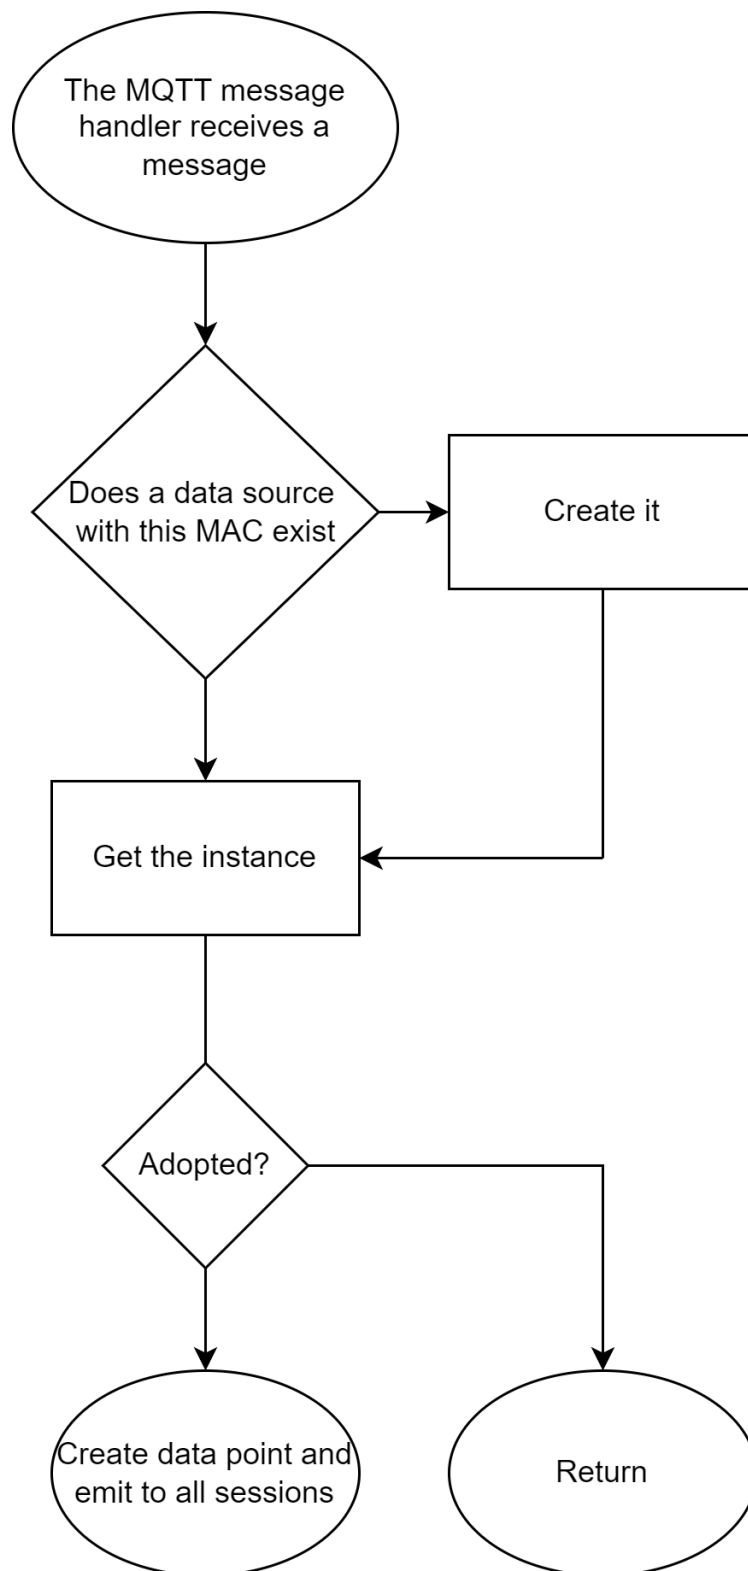 The MQTT message
handler receives a
message
Does a data source
with this MAC exist
Create it
Get the instance
Adopted?
Create data point and
emit to all sessions
Return